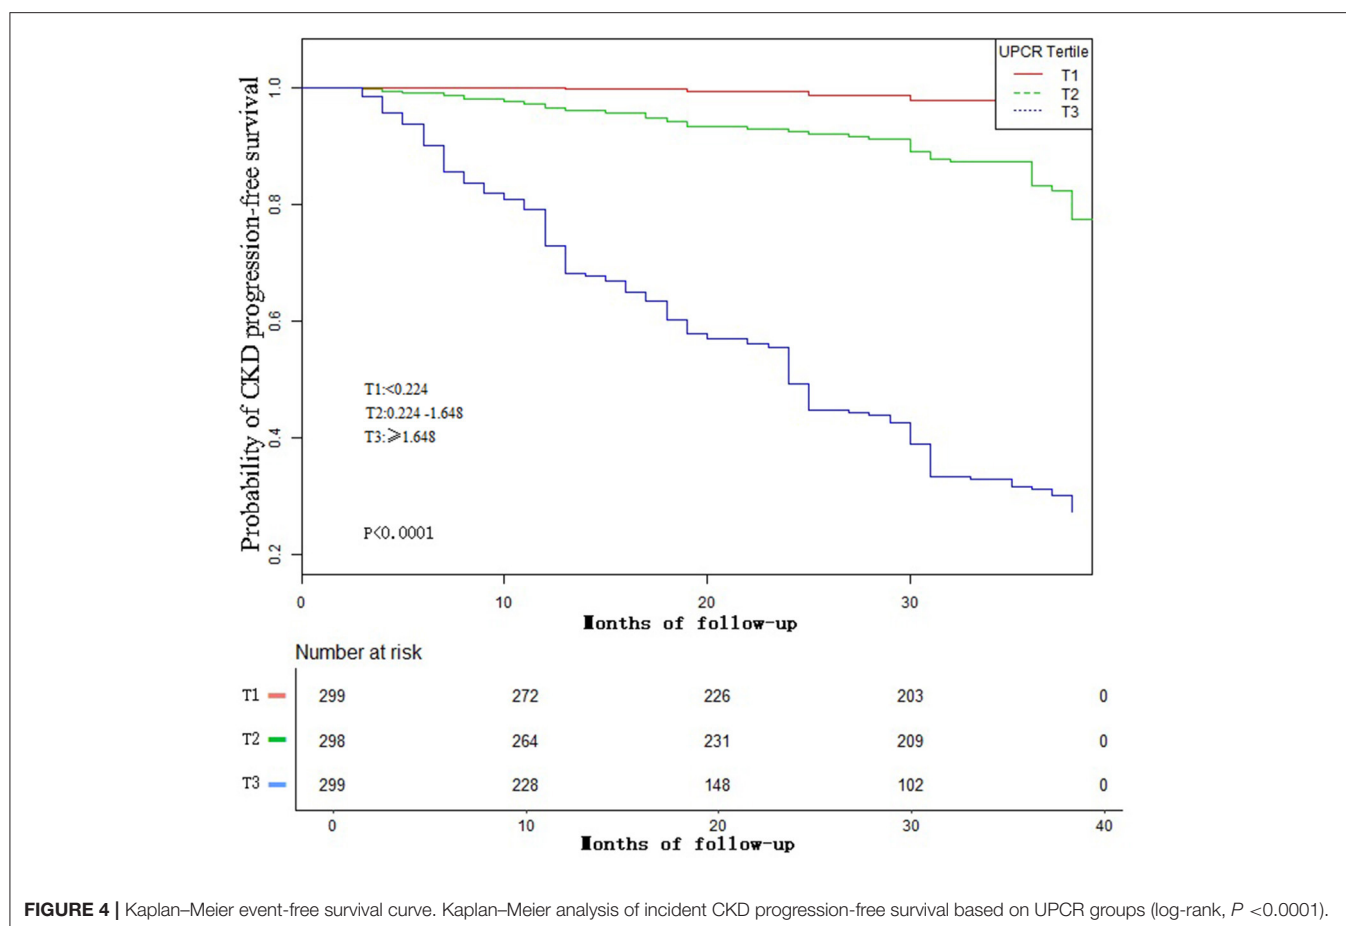 Probability of CKD progression-free survival
UPCR Tertile
T1
T2
T3
1.0
0.8
0.6
0.4
0.2
T1:<0.224
T2:0.224 -1.648
T3:⩾1.648
P<0.0001
0 10 20 30
Months of follow-up
Number at risk
T1 299 272 226 203 0
T2 298 264 231 209 0
T3 299 228 148 102 0
0 10 20 30 40
Months of follow-up
FIGURE 4 | Kaplan–Meier event-free survival curve. Kaplan–Meier analysis of incident CKD progression-free survival based on UPCR groups (log-rank, P <0.0001).